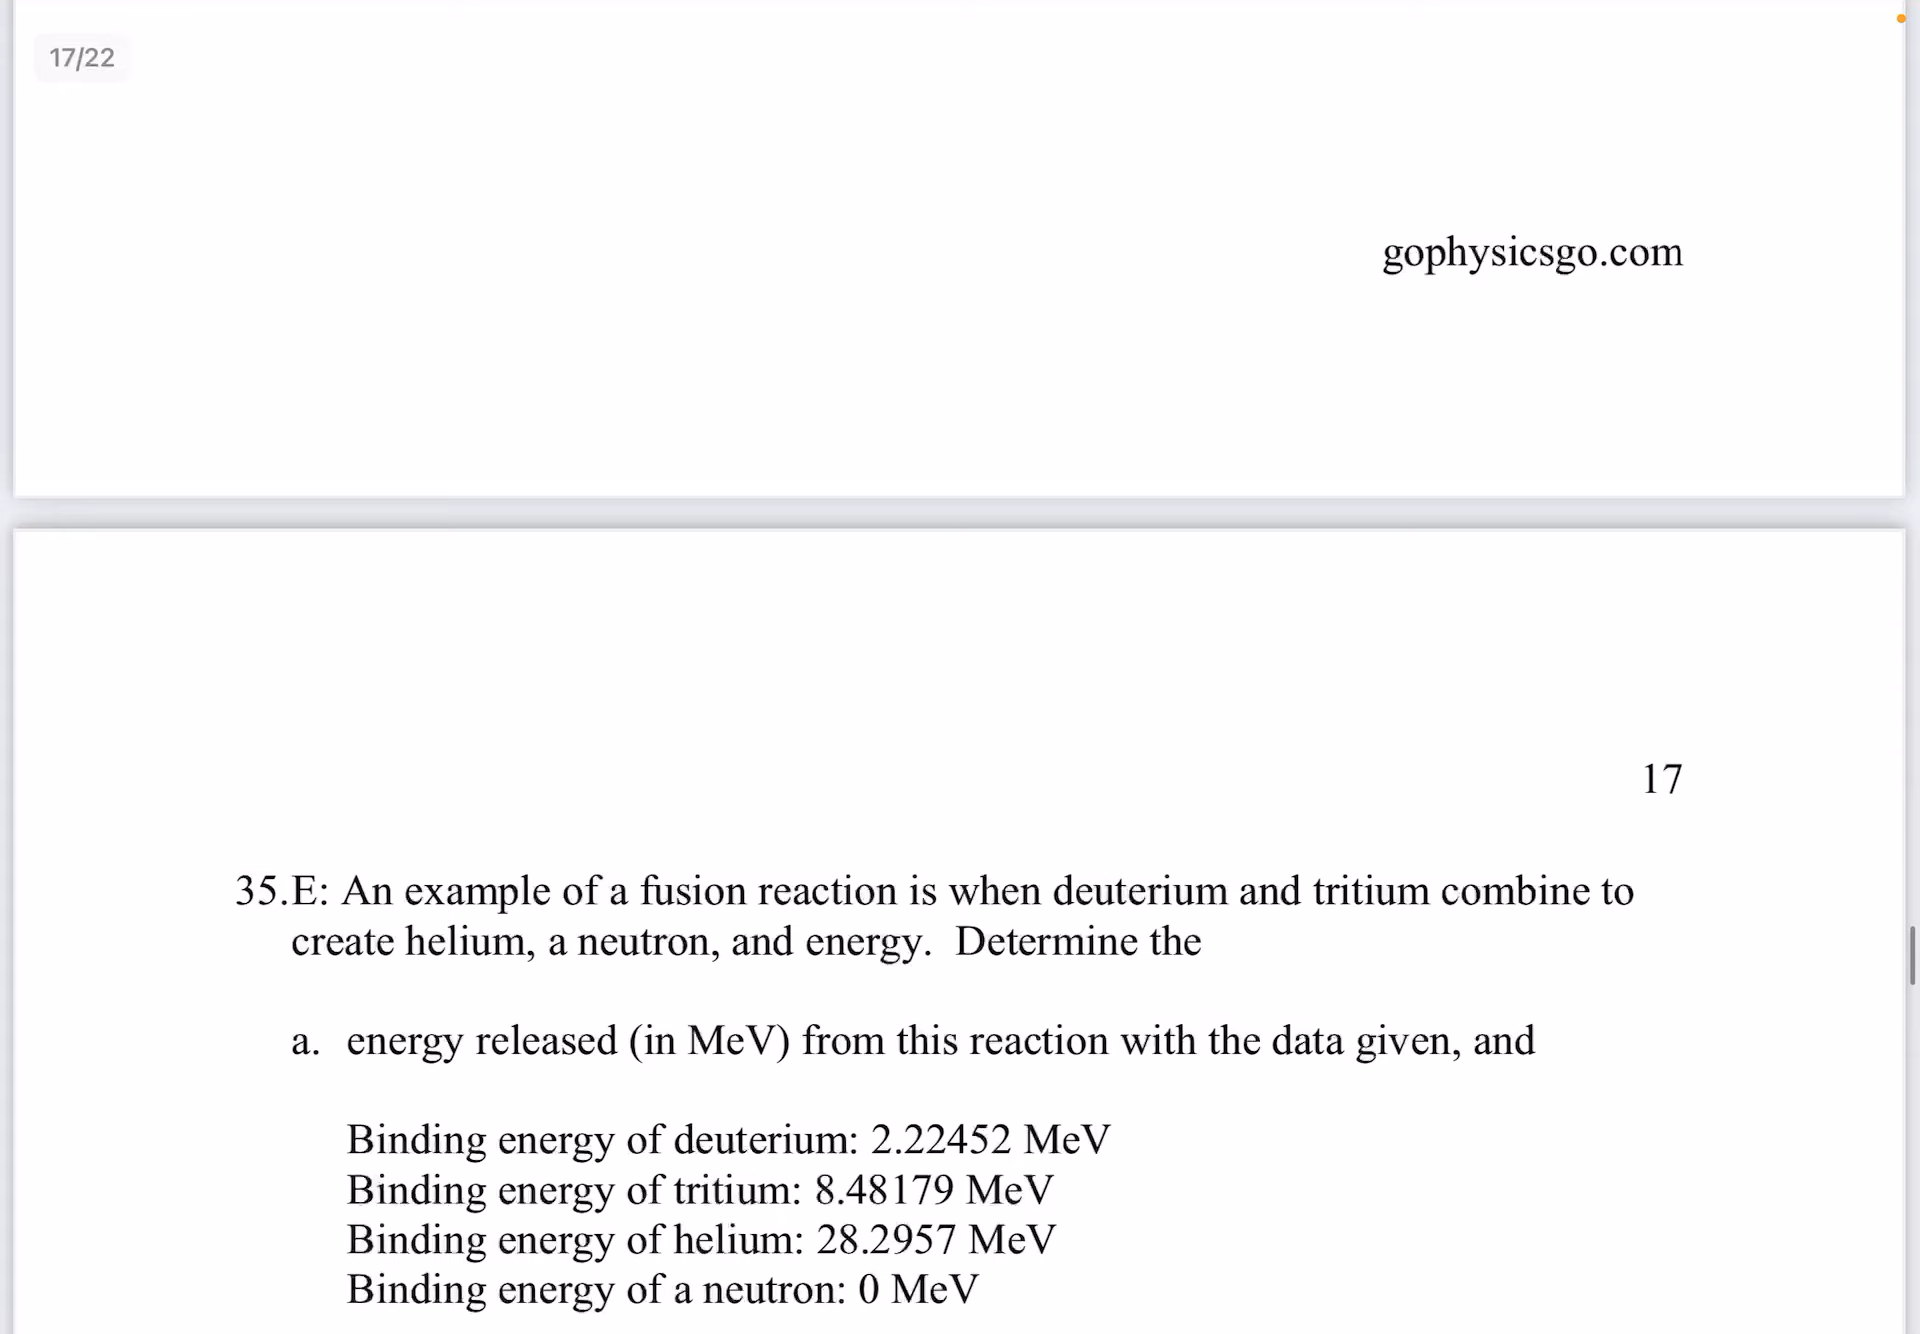 17/22
gophysicsgo.com
17
35.E: An example of a fusion reaction is when deuterium and tritium combine to
create helium, a neutron, and energy.  Determine the
a. energy released (in MeV) from this reaction with the data given, and
Binding energy of deuterium: 2.22452 MeV
Binding energy of tritium: 8.48179 MeV
Binding energy of helium: 28.2957 MeV
Binding energy of a neutron: 0 MeV